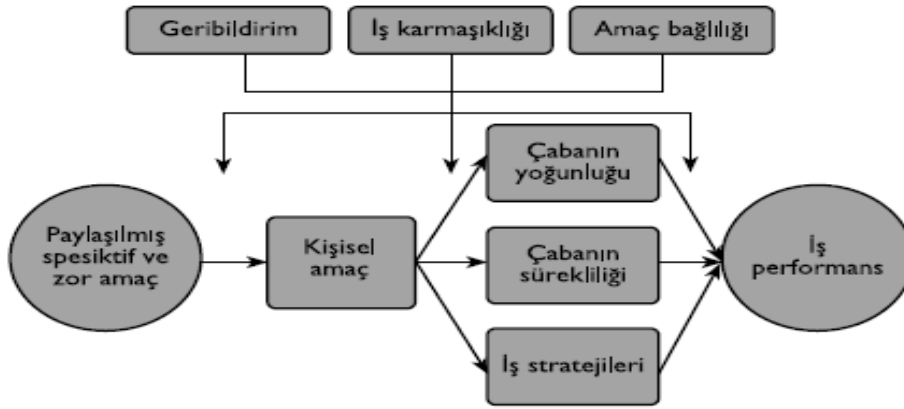 Geribildirim
İş karmaşıklığı
Amaç bağlılığı
Çabanın
yoğunluğu
Paylaşılmış
spesiktif ve
zor amaç
Kişisel
amaç
Çabanın
sürekliliği
İş
performans
İş stratejileri